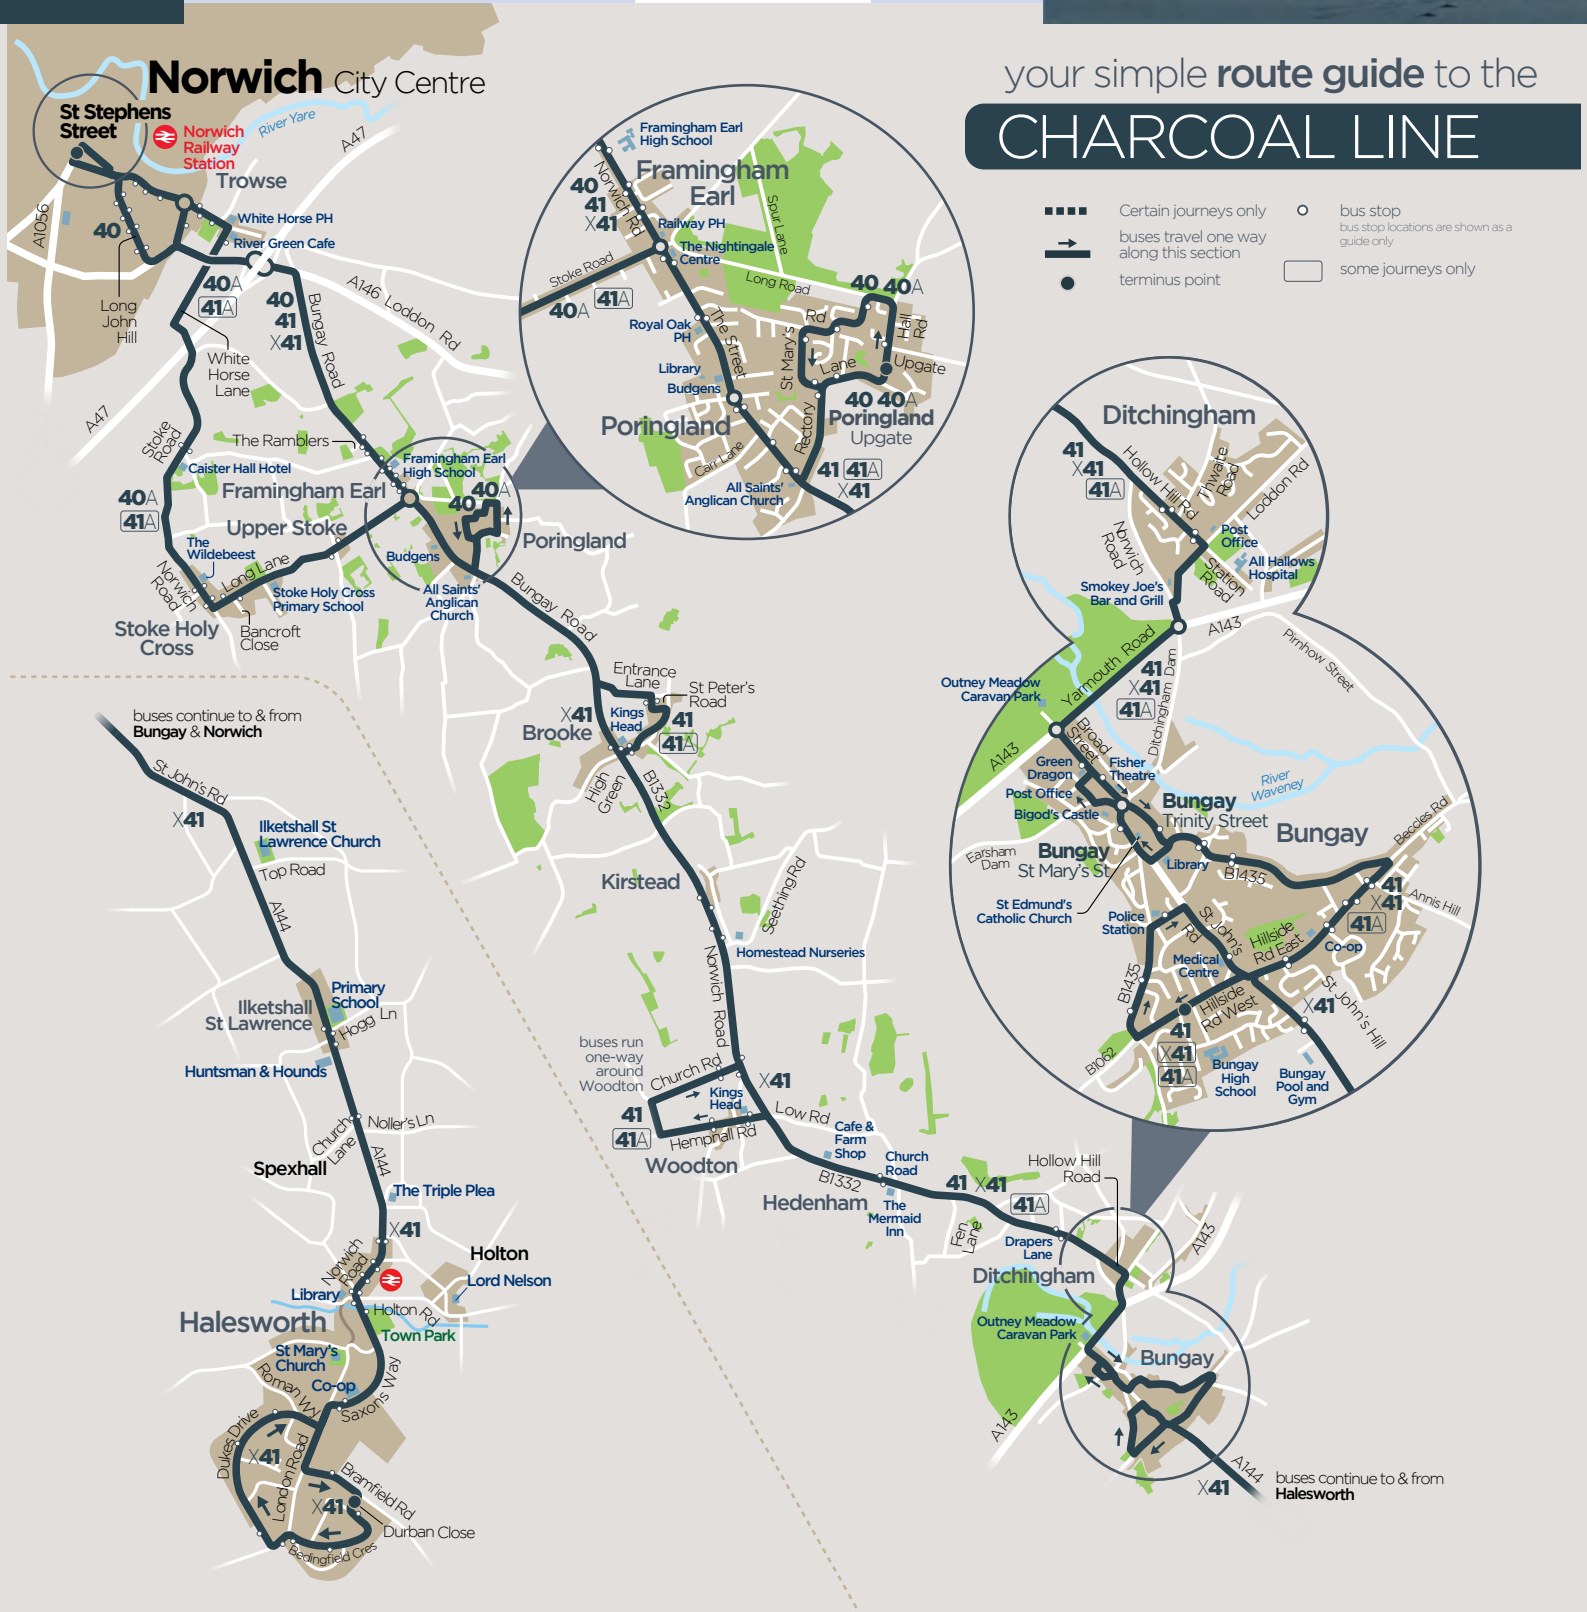 your simple route guide to the
CHARCOAL LINE
Certain journeys only
buses travel one way
along this section
terminus point
bus stop
bus stop locations are shown as a
guide only
some journeys only
Norwich City Centre
St Stephens
Street
Norwich
Railway
Station
River Yare
A47
Trowse
A1056
40
White Horse PH
River Green Cafe
Long
John
Hill
40A
41A
40
41
X41
Bungay Road
A146 Loddon Rd
White
Horse
Lane
A47
Stoke
Road
The Ramblers
Caister Hall Hotel
Framingham Earl
High School
Framingham Earl
40A
41A
40
40A
Upper Stoke
The
Wildebeest
Budgens
Poringland
Norwich
Road
Long Lane
Stoke Holy Cross
Primary School
All Saints'
Anglican
Church
Bungay Road
Stoke Holy
Cross
Bancroft
Close
Framingham Earl
High School
Framingham
Earl
40
41
X41
Norwich Rd
Spur Lane
Railway PH
The Nightingale
Centre
Stoke Road
40A
41A
Long Road
40 40A
Royal Oak
PH
The Street
St Mary's
Rd
Hall
Rd
Library
Budgens
Lane
Upgate
Poringland
40 40A
Poringland
Upgate
Carr Lane
Rectory
41 41A
X41
All Saints'
Anglican Church
Entrance
Lane
St Peter's
Road
X41
Brooke
Kings
Head
41
41A
High
Green
B1332
Kirstead
Seething Rd
Homestead Nurseries
Norwich Road
buses run
one-way
around
Woodton
Church Rd
X41
Kings
Head
41
41A
Low Rd
Hempnall Rd
Woodton
Cafe &
Farm
Shop
Church
Road
B1332
Hedenham
The
Mermaid
Inn
41 X41
41A
Fen
Lane
Drapers
Lane
Hollow Hill
Road
A143
Ditchingham
Outney Meadow
Caravan Park
Bungay
A143
A144
X41
buses continue to & from
Halesworth
Ditchingham
41
X41
41A
Hollow Hill Rd
Thwaite
Road
Loddon Rd
Norwich
Road
Post
Office
All Hallows
Hospital
Station
Road
Smokey Joe's
Bar and Grill
A143
Pirnhow Street
Yarmouth Road
41
X41
41A
Outney Meadow
Caravan Park
Ditchingham Dam
A143
Broad
Street
Green
Dragon
Fisher
Theatre
Post Office
Bigod's Castle
River
Waveney
Bungay
Trinity Street
Bungay
Beccles Rd
Earsham
Dam
Bungay
St Mary's St
Library
B1435
41
X41
41A
Annis Hill
St Edmund's
Catholic Church
Police
Station
St John's
Rd
Hillside
Rd East
Co-op
Medical
Centre
B1435
Hillside
Rd West
X41
St John's Hill
41
X41
41A
B1062
Bungay
High
School
Bungay
Pool and
Gym
buses continue to & from
Bungay & Norwich
St John's Rd
X41
Ilketshall St
Lawrence Church
Top Road
A144
Primary
School
Ilketshall
St Lawrence
Hogg Ln
Huntsman & Hounds
Church
Lane
Noller's Ln
A144
Spexhall
The Triple Plea
X41
Norwich
Road
Holton
Lord Nelson
Library
Holton Rd
Halesworth
Town Park
St Mary's
Church
Roman Wy
Co-op
Saxons Way
Dukes Drive
X41
London Road
Bramfield Rd
X41
Durban Close
Bedingfield Cres